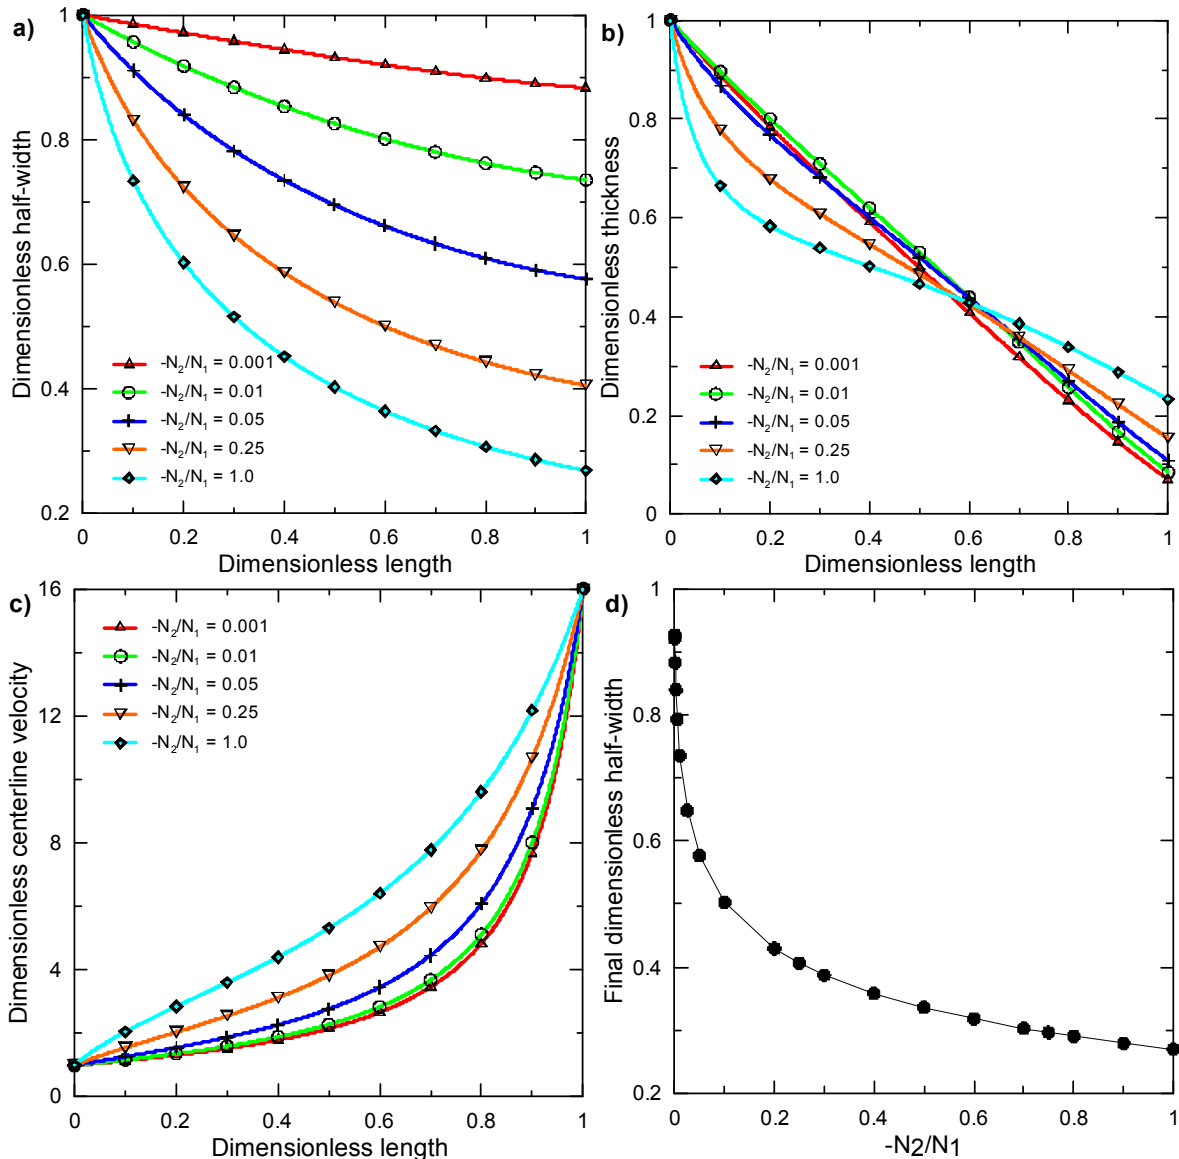 a)
1
0.8
0.6
0.4
0.2
Dimensionless half-width
-N₂/N₁ = 0.001
-N₂/N₁ = 0.01
-N₂/N₁ = 0.05
-N₂/N₁ = 0.25
-N₂/N₁ = 1.0
0 0.2 0.4 0.6 0.8 1
Dimensionless length
b)
1
0.8
0.6
0.4
0.2
0
Dimensionless thickness
-N₂/N₁ = 0.001
-N₂/N₁ = 0.01
-N₂/N₁ = 0.05
-N₂/N₁ = 0.25
-N₂/N₁ = 1.0
0 0.2 0.4 0.6 0.8 1
Dimensionless length
c)
16
12
8
4
0
Dimensionless centerline velocity
-N₂/N₁ = 0.001
-N₂/N₁ = 0.01
-N₂/N₁ = 0.05
-N₂/N₁ = 0.25
-N₂/N₁ = 1.0
0 0.2 0.4 0.6 0.8 1
Dimensionless length
d)
1
0.8
0.6
0.4
0.2
Final dimensionless half-width
0 0.2 0.4 0.6 0.8 1
-N2/N1